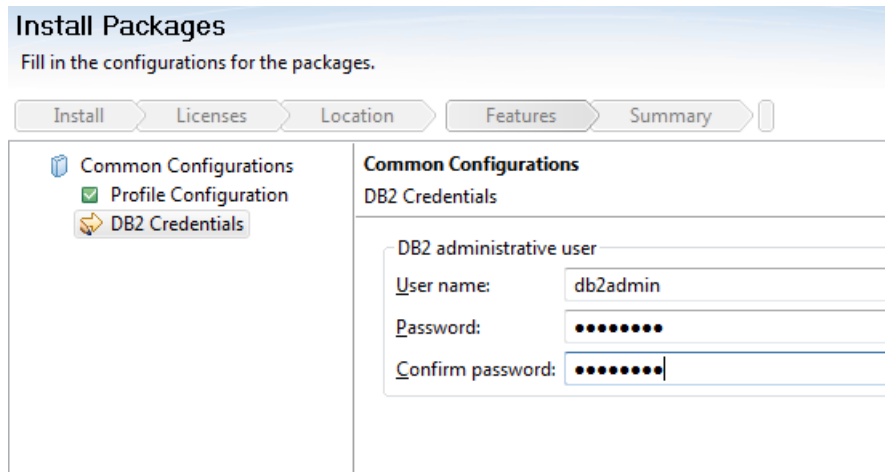 Install Packages
Fill in the configurations for the packages.
Install Licenses Location Features Summary
Common Configurations
Profile Configuration
DB2 Credentials
Common Configurations
DB2 Credentials
DB2 administrative user
User name: db2admin
Password: ●●●●●●●●
Confirm password: ●●●●●●●●